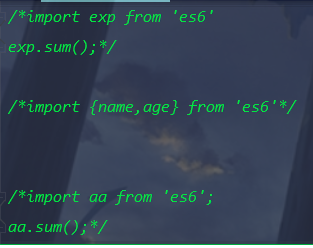 /*import exp from 'es6'
exp.sum();*/
/*import {name,age} from 'es6'*/
/*import aa from 'es6';
aa.sum();*/